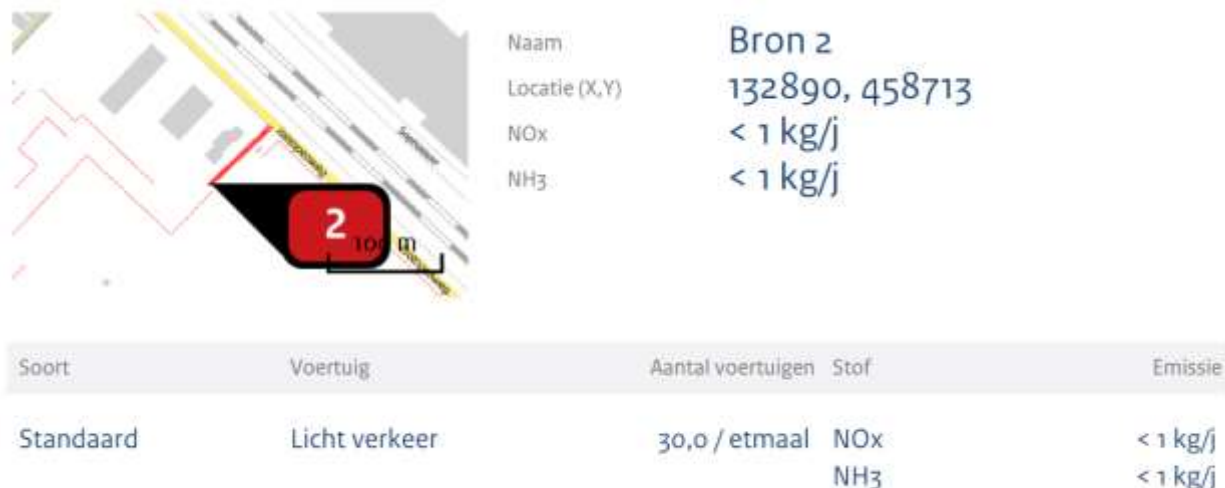 Naam Bron 2
Locatie (X,Y) 132890, 458713
NOx < 1 kg/j
NH3 < 1 kg/j
2
100 m
Soort Voertuig Aantal voertuigen Stof Emissie
Standaard Licht verkeer 30,0 / etmaal NOx < 1 kg/j
NH3 < 1 kg/j